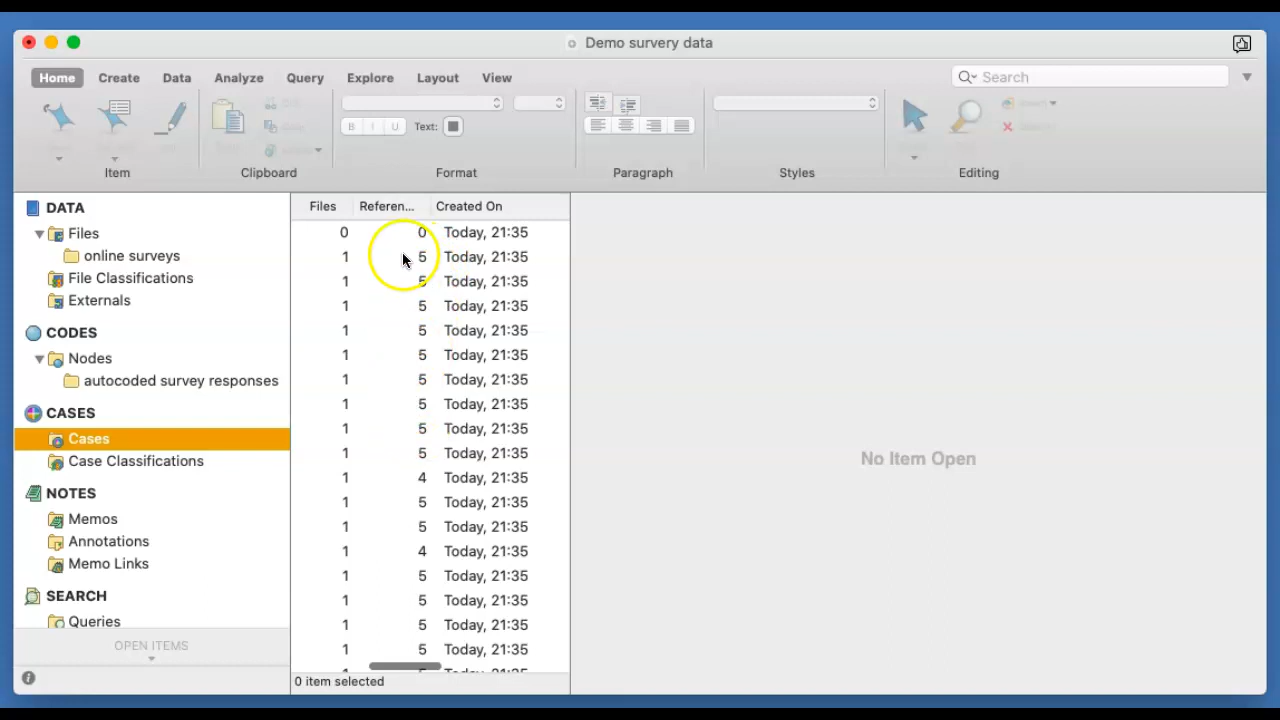 Demo survery data
Home Create Data Analyze Query Explore Layout View
Search
B I U Text:
Item Clipboard Format Paragraph Styles Editing
DATA
Files
online surveys
File Classifications
Externals
CODES
Nodes
autocoded survey responses
CASES
Cases
Case Classifications
NOTES
Memos
Annotations
Memo Links
SEARCH
Queries
OPEN ITEMS
Files Referen... Created On
0 0 Today, 21:35
1 5 Today, 21:35
1 5 Today, 21:35
1 5 Today, 21:35
1 5 Today, 21:35
1 5 Today, 21:35
1 5 Today, 21:35
1 5 Today, 21:35
1 5 Today, 21:35
1 5 Today, 21:35
1 4 Today, 21:35
1 5 Today, 21:35
1 5 Today, 21:35
1 4 Today, 21:35
1 5 Today, 21:35
1 5 Today, 21:35
1 5 Today, 21:35
1 5 Today, 21:35
0 item selected
No Item Open